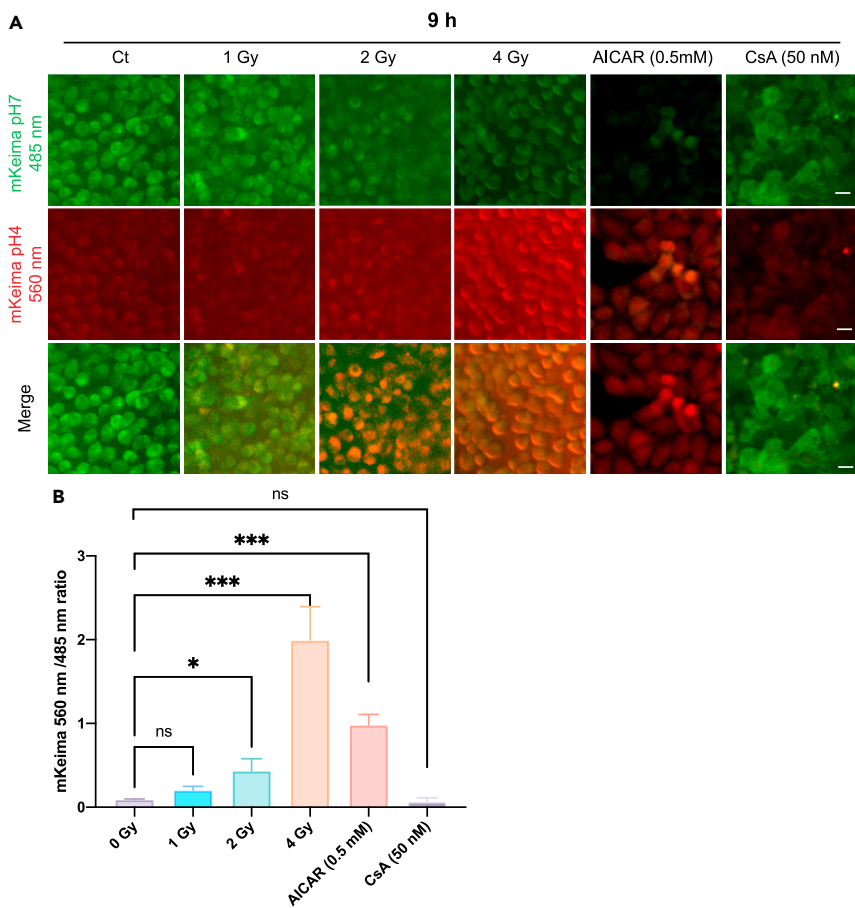 A
9 h
Ct
1 Gy
2 Gy
4 Gy
AICAR (0.5mM)
CsA (50 nM)
mKeima pH7
485 nm
mKeima pH4
560 nm
Merge
B
ns
***
***
*
ns
mKeima 560 nm /485 nm ratio
3
2
1
0
0 Gy
1 Gy
2 Gy
4 Gy
AICAR (0.5 mM)
CsA (50 nM)